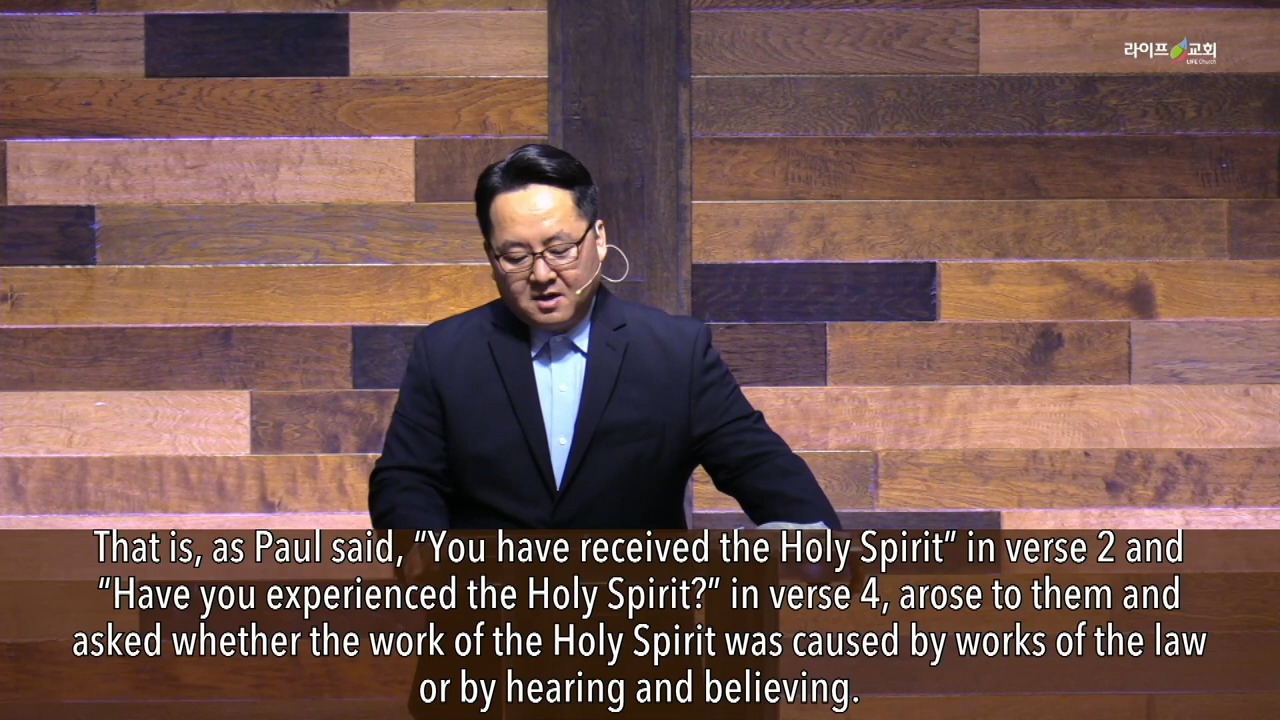 라이프 교회
LIFE Church
That is, as Paul said, “You have received the Holy Spirit” in verse 2 and
“Have you experienced the Holy Spirit?” in verse 4, arose to them and
asked whether the work of the Holy Spirit was caused by works of the law
or by hearing and believing.